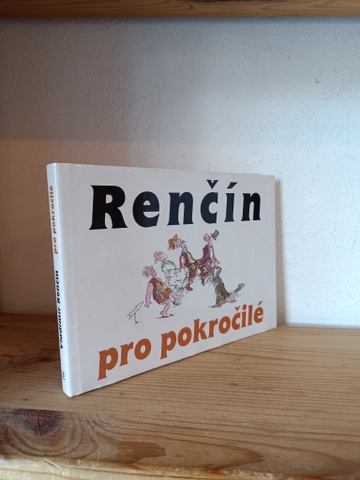 Renčín
pro pokročilé
Vladimír Renčín pro pokročilé